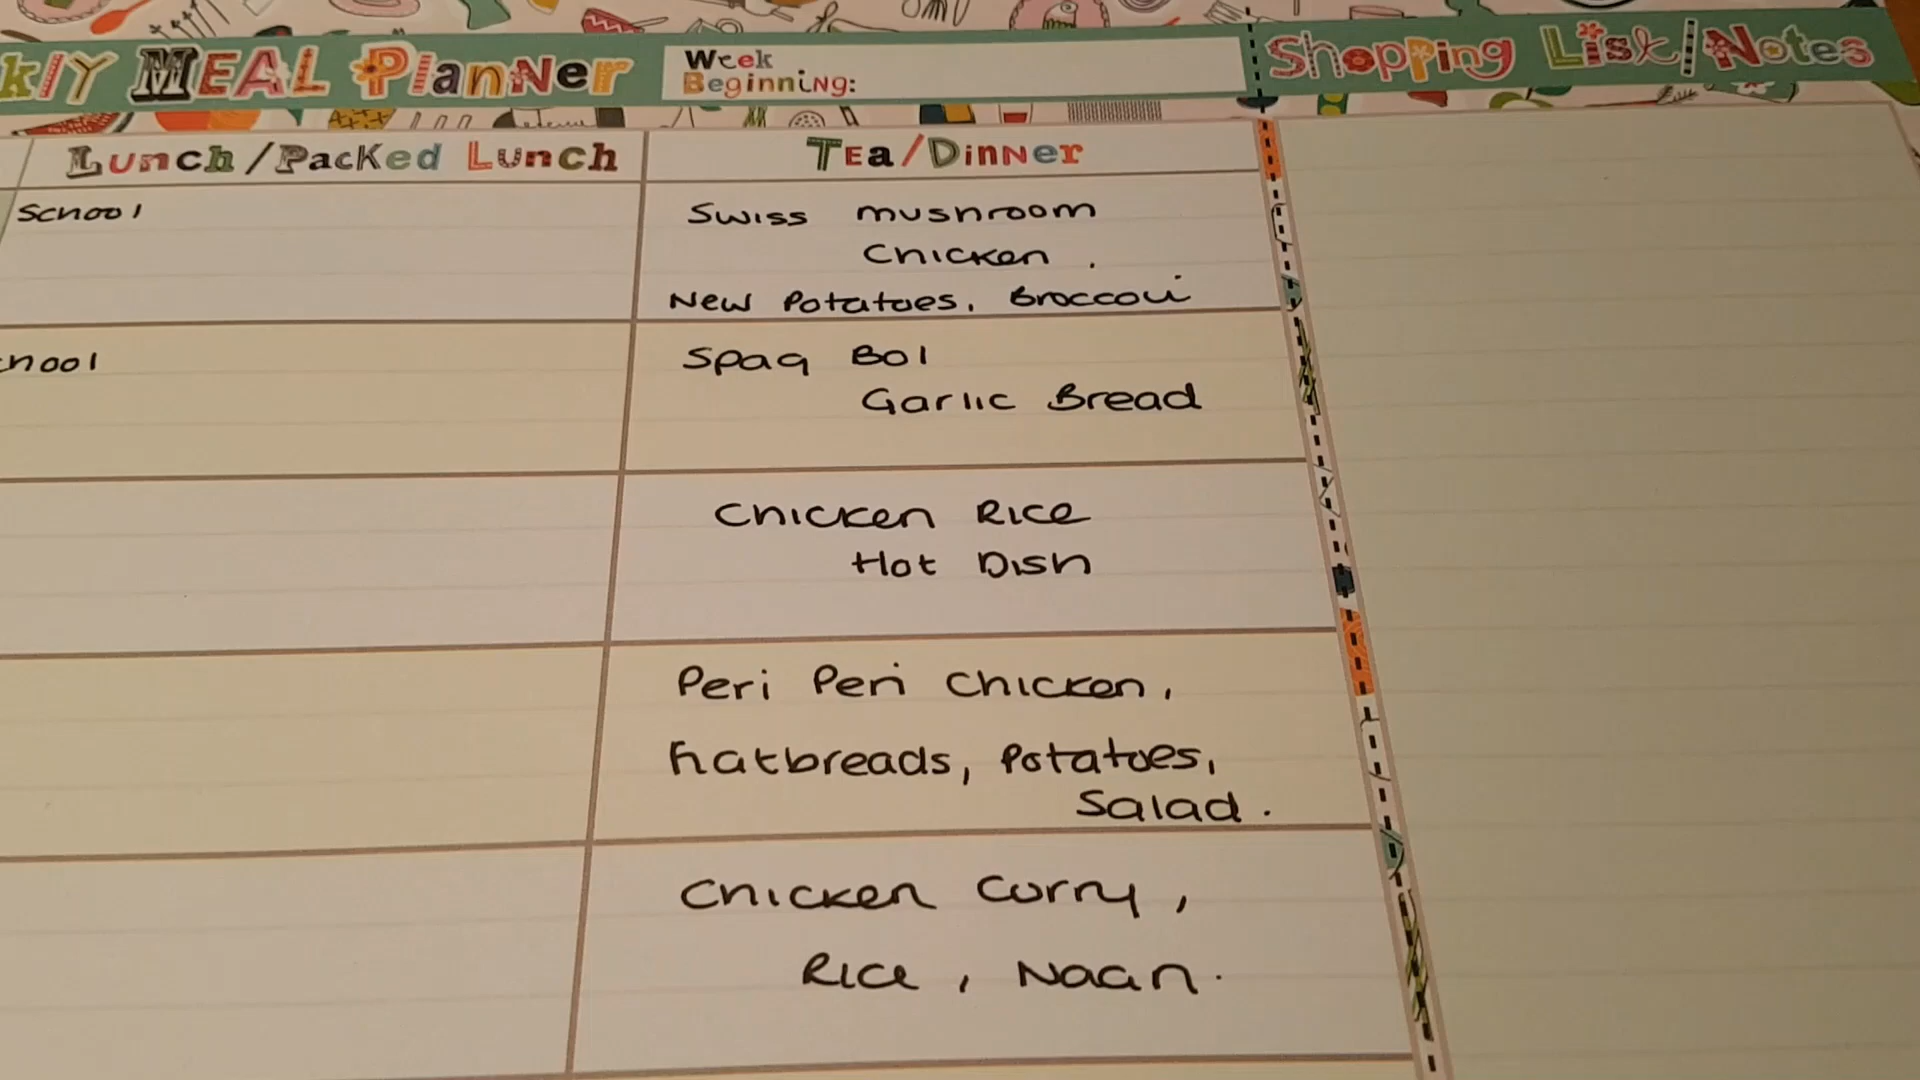 kly Meal Planner Week
Beginning: Shopping List/Notes
Lunch/Packed Lunch Tea/Dinner
School Swiss mushroom
Chicken .
New Potatoes, Broccoli
chool Spag Bol
Garlic Bread
Chicken Rice
Hot Dish
Peri Peri Chicken,
flatbreads, Potatoes,
Salad.
Chicken Curry,
Rice, Naan.